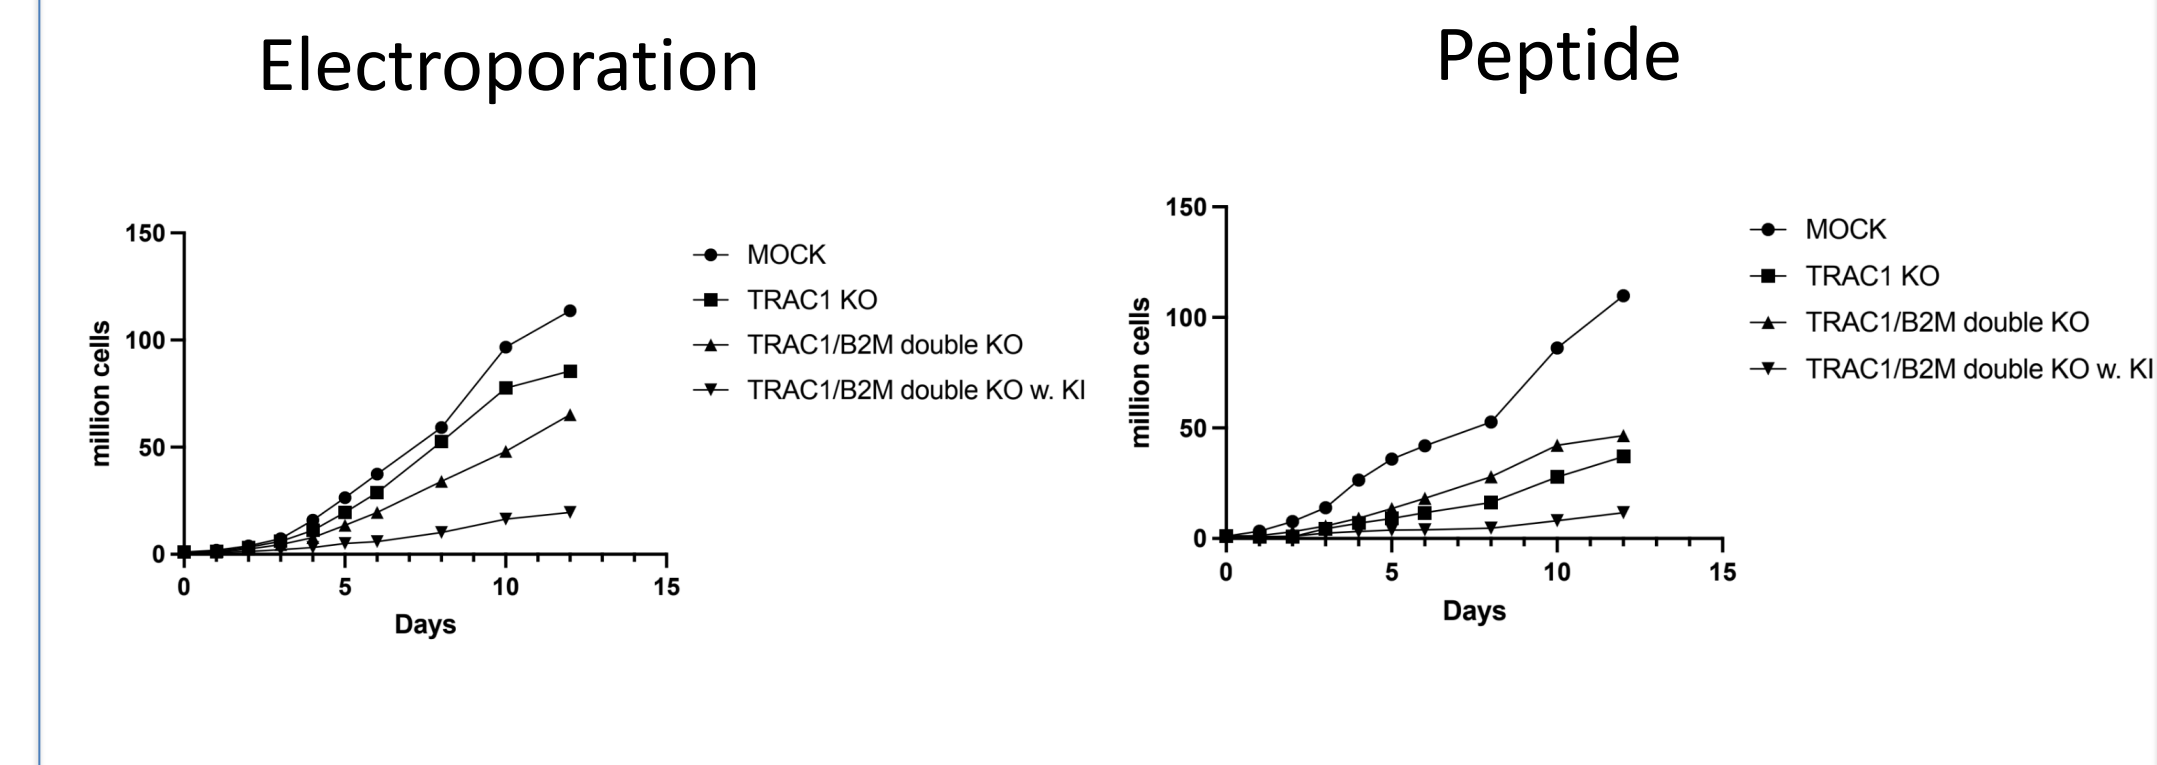 Electroporation
150
100
50
0
million cells
0 5 10 15
Days
MOCK
TRAC1 KO
TRAC1/B2M double KO
TRAC1/B2M double KO w. KI
Peptide
150
100
50
0
million cells
0 5 10 15
Days
MOCK
TRAC1 KO
TRAC1/B2M double KO
TRAC1/B2M double KO w. KI